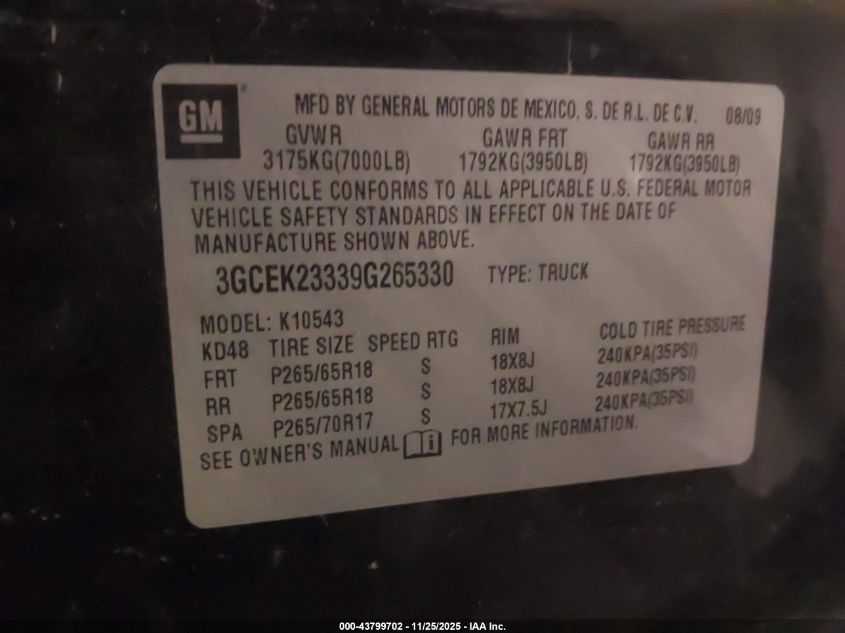 GM
MFD BY GENERAL MOTORS DE MEXICO, S. DE R.L. DE C.V. 08/09
GVWR GAWR FRT GAWR RR
3175KG(7000LB) 1792KG(3950LB) 1792KG(3950LB)
THIS VEHICLE CONFORMS TO ALL APPLICABLE U.S. FEDERAL MOTOR
VEHICLE SAFETY STANDARDS IN EFFECT ON THE DATE OF
MANUFACTURE SHOWN ABOVE.
3GCEK23339G265330 TYPE: TRUCK
MODEL: K10543
KD48 TIRE SIZE SPEED RTG RIM COLD TIRE PRESSURE
FRT P265/65R18 S 18X8J 240KPA(35PSI)
RR P265/65R18 S 18X8J 240KPA(35PSI)
SPA P265/70R17 S 17X7.5J 240KPA(35PSI)
SEE OWNER'S MANUAL i FOR MORE INFORMATION.
000-43799702 - 11/25/2025 - IAA Inc.